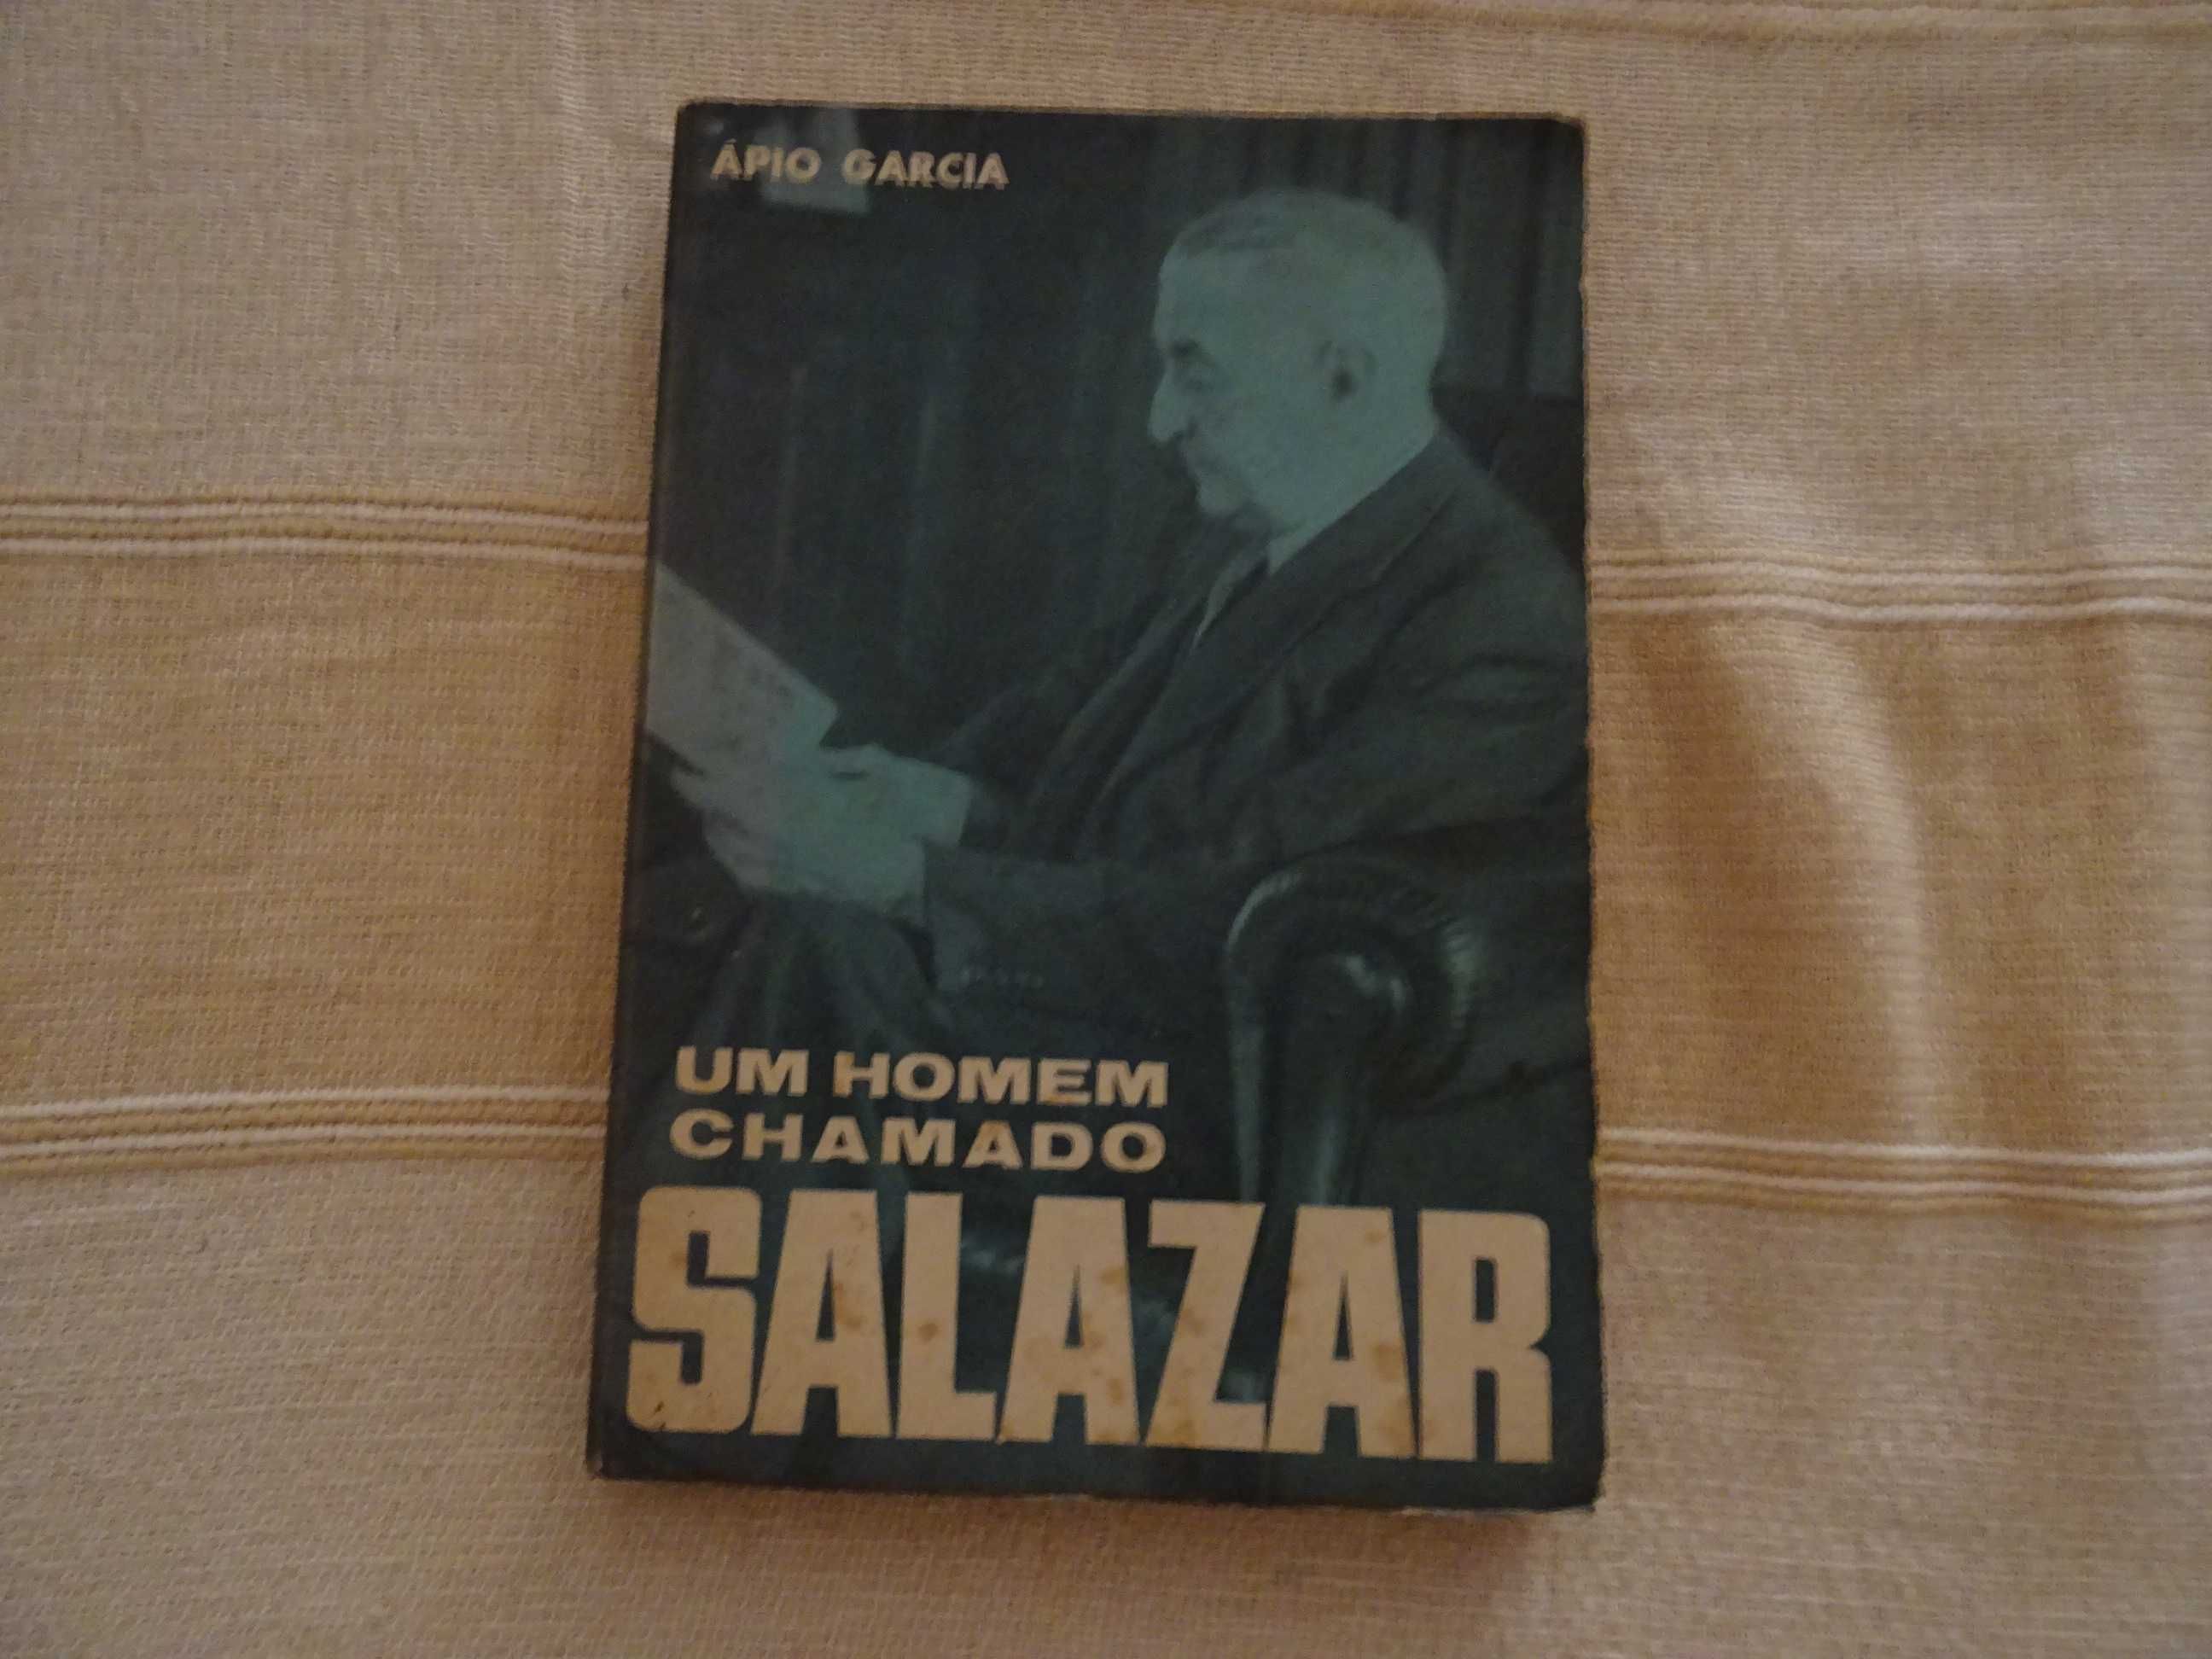 ÁPIO GARCIA
UM HOMEM
CHAMADO
SALAZAR